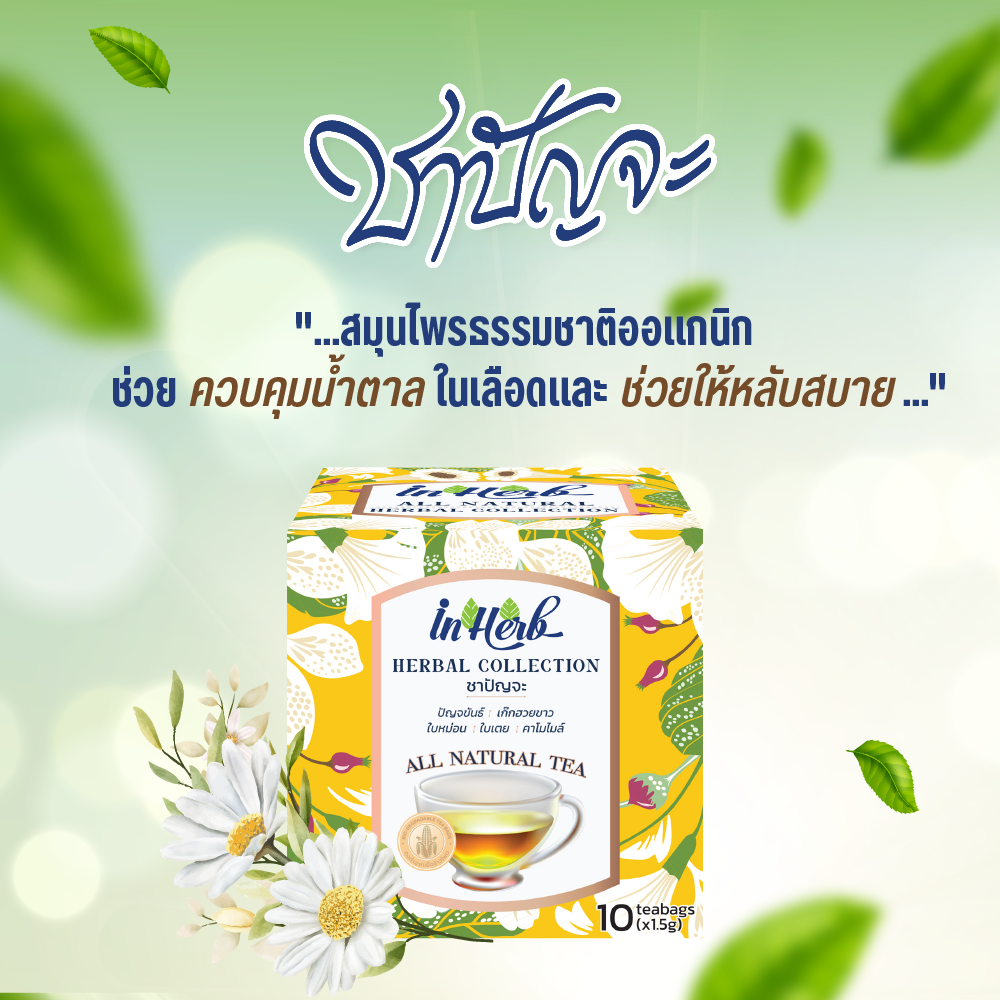 ชาปัญจะ
"...สมุนไพรธรรมชาติออแกนิก
ช่วย ควบคุมน้ำตาล ในเลือดและ ช่วยให้หลับสบาย ..."
in Herb
ALL NATURAL
HERBAL COLLECTION
in Herb
HERBAL COLLECTION
ชาปัญจะ
ปัญจขันธ์ | เก๊กฮวยขาว
ใบหม่อน | ใบเตย | คาโมไมล์
ALL NATURAL TEA
10 teabags
(x1.5g)